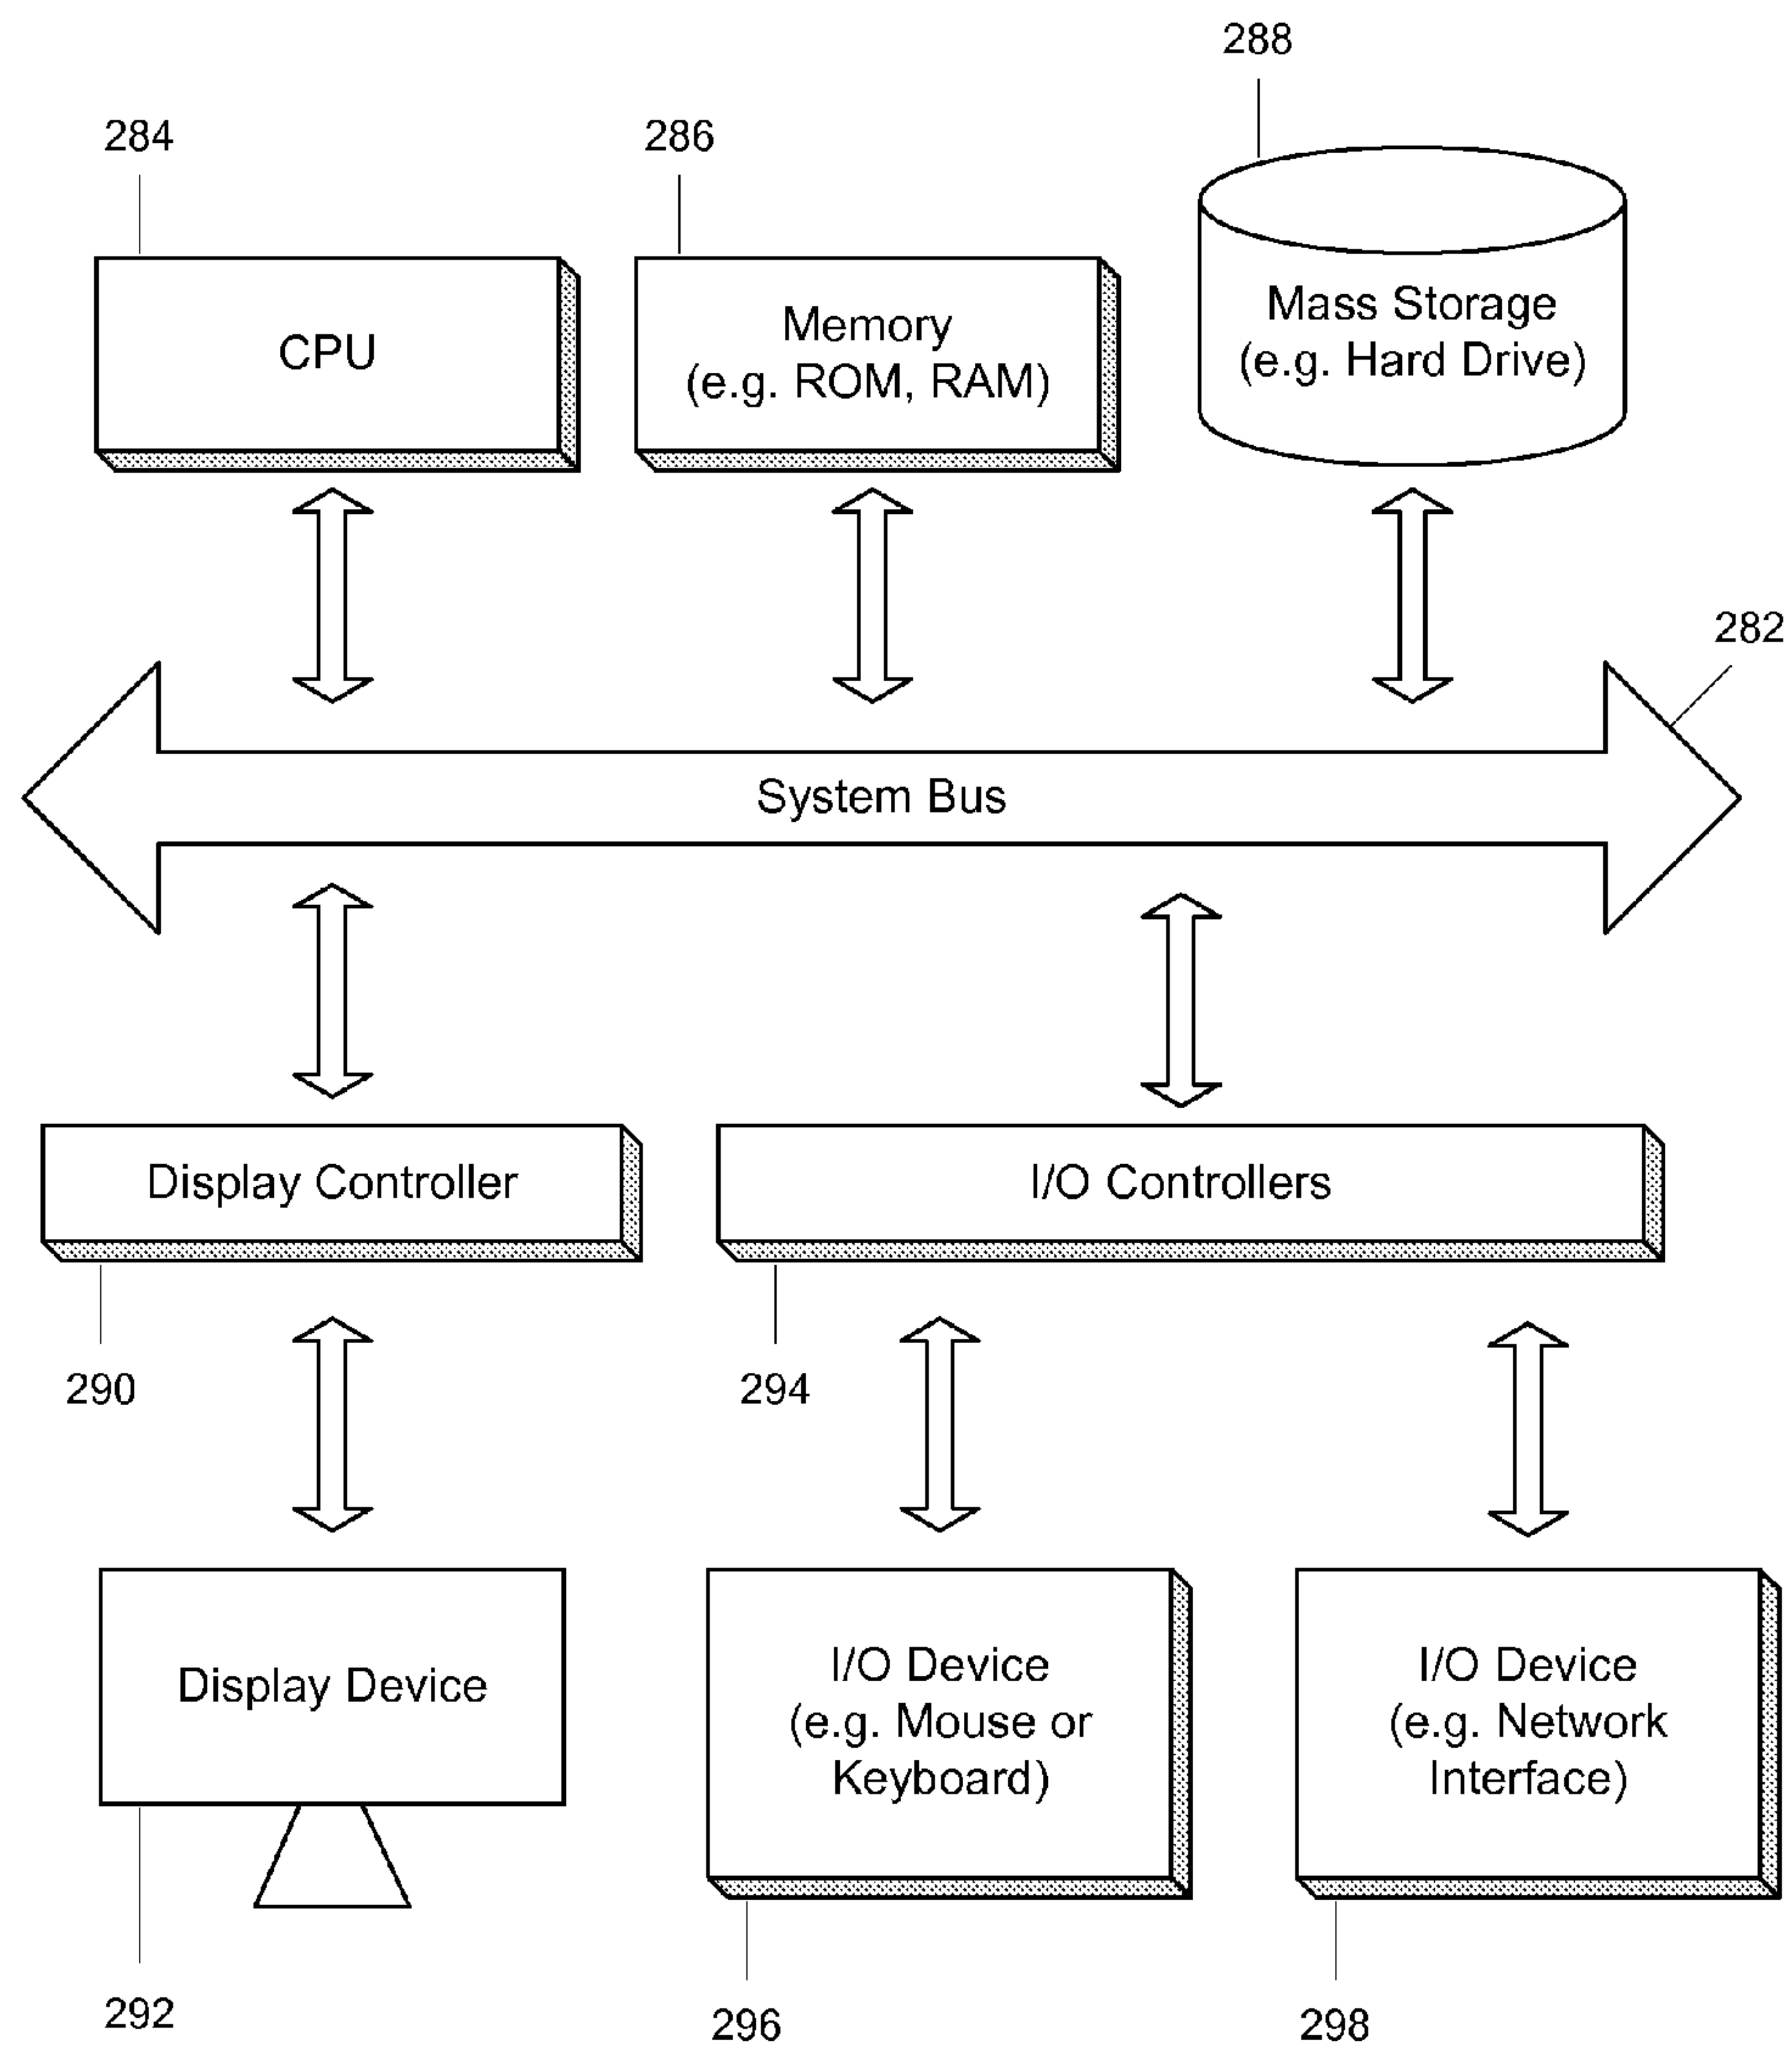 288
284
286
CPU
Memory
(e.g. ROM, RAM)
Mass Storage
(e.g. Hard Drive)
282
System Bus
Display Controller
I/O Controllers
290
294
Display Device
I/O Device
(e.g. Mouse or
Keyboard)
I/O Device
(e.g. Network
Interface)
292
296
298